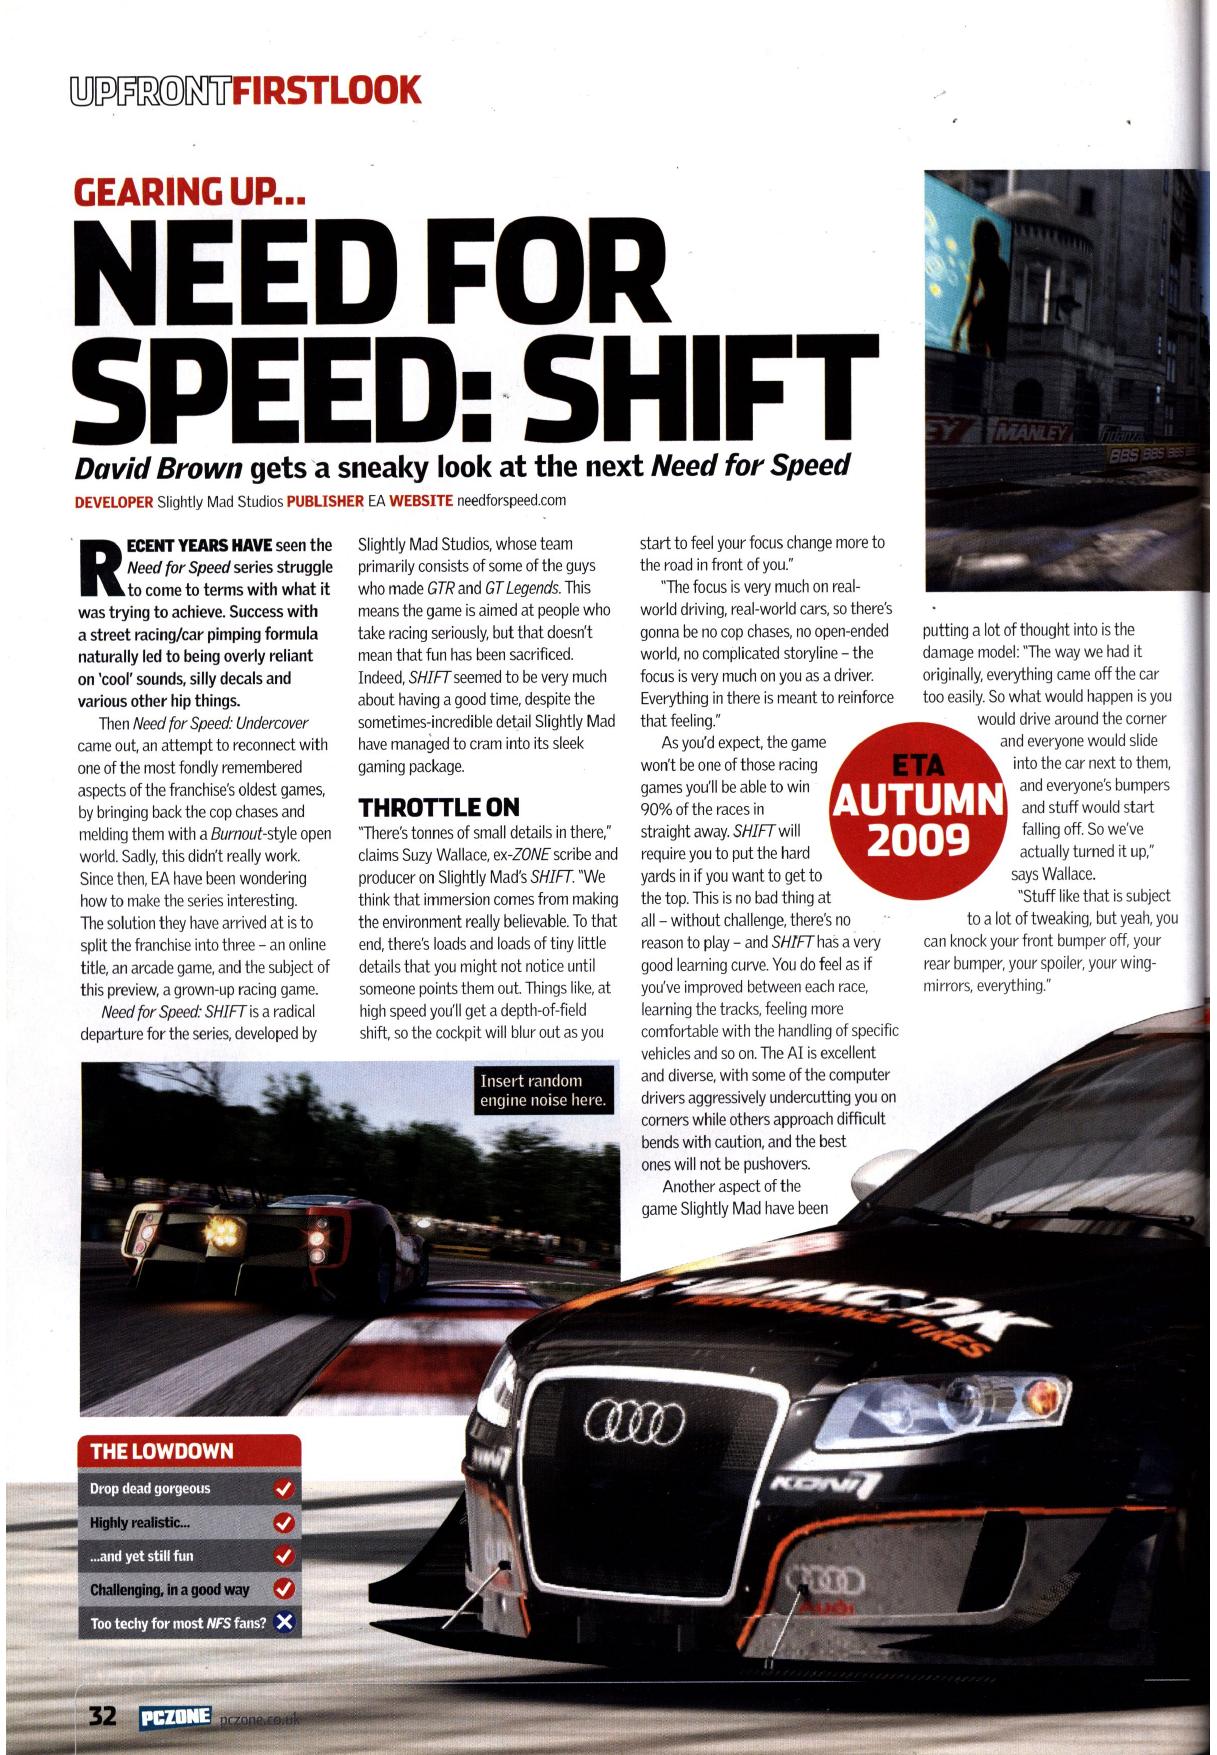 UPFRONTFIRSTLOOK
GEARING UP...
NEED FOR
SPEED: SHIFT
David Brown gets a sneaky look at the next Need for Speed
DEVELOPER Slightly Mad Studios PUBLISHER EA WEBSITE needforspeed.com
RECENT YEARS HAVE seen the
Need for Speed series struggle
to come to terms with what it
was trying to achieve. Success with
a street racing/car pimping formula
naturally led to being overly reliant
on 'cool' sounds, silly decals and
various other hip things.
Then Need for Speed: Undercover
came out, an attempt to reconnect with
one of the most fondly remembered
aspects of the franchise's oldest games,
by bringing back the cop chases and
melding them with a Burnout-style open
world. Sadly, this didn't really work.
Since then, EA have been wondering
how to make the series interesting.
The solution they have arrived at is to
split the franchise into three – an online
title, an arcade game, and the subject of
this preview, a grown-up racing game.
Need for Speed: SHIFT is a radical
departure for the series, developed by
Slightly Mad Studios, whose team
primarily consists of some of the guys
who made GTR and GT Legends. This
means the game is aimed at people who
take racing seriously, but that doesn't
mean that fun has been sacrificed.
Indeed, SHIFT seemed to be very much
about having a good time, despite the
sometimes-incredible detail Slightly Mad
have managed to cram into its sleek
gaming package.
THROTTLE ON
"There's tonnes of small details in there,"
claims Suzy Wallace, ex-ZONE scribe and
producer on Slightly Mad's SHIFT. "We
think that immersion comes from making
the environment really believable. To that
end, there's loads and loads of tiny little
details that you might not notice until
someone points them out. Things like, at
high speed you'll get a depth-of-field
shift, so the cockpit will blur out as you
start to feel your focus change more to
the road in front of you."
"The focus is very much on real-
world driving, real-world cars, so there's
gonna be no cop chases, no open-ended
world, no complicated storyline – the
focus is very much on you as a driver.
Everything in there is meant to reinforce
that feeling."
As you'd expect, the game
won't be one of those racing
games you'll be able to win
90% of the races in
straight away. SHIFT will
require you to put the hard
yards in if you want to get to
the top. This is no bad thing at
all – without challenge, there's no
reason to play – and SHIFT has a very
good learning curve. You do feel as if
you've improved between each race,
learning the tracks, feeling more
comfortable with the handling of specific
vehicles and so on. The AI is excellent
and diverse, with some of the computer
drivers aggressively undercutting you on
corners while others approach difficult
bends with caution, and the best
ones will not be pushovers.
Another aspect of the
game Slightly Mad have been
putting a lot of thought into is the
damage model: "The way we had it
originally, everything came off the car
too easily. So what would happen is you
would drive around the corner
and everyone would slide
into the car next to them,
and everyone's bumpers
and stuff would start
falling off. So we've
actually turned it up,"
says Wallace.
"Stuff like that is subject
to a lot of tweaking, but yeah, you
can knock your front bumper off, your
rear bumper, your spoiler, your wing-
mirrors, everything."
ETA
AUTUMN
2009
MANLEY
BBS BBS BBS
Insert random
engine noise here.
PERFORMANCE TIRES
KONI
Audi
THE LOWDOWN
Drop dead gorgeous
Highly realistic...
...and yet still fun
Challenging, in a good way
Too techy for most NFS fans?
32 PCZONE pczone.co.uk